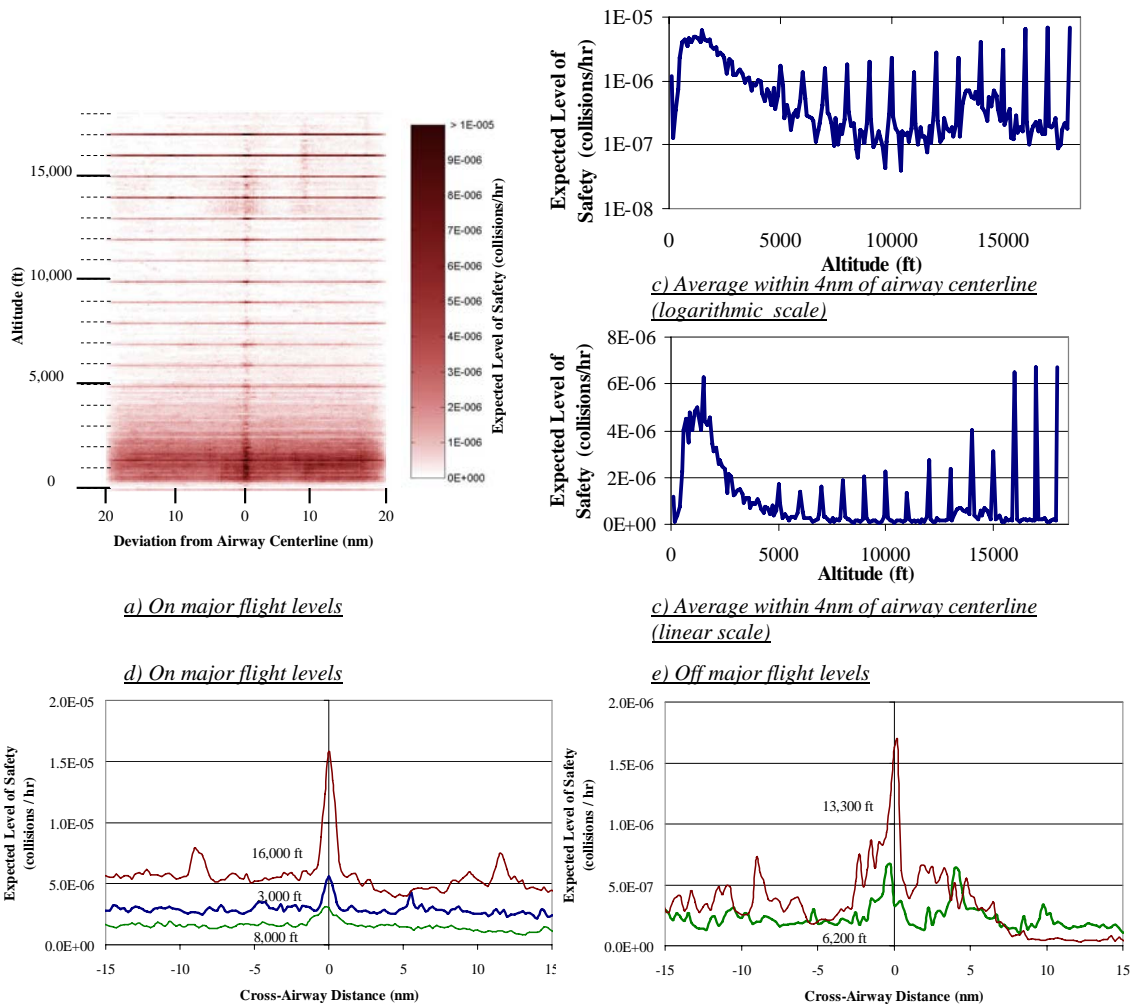 15,000
10,000
5,000
0
Altitude (ft)
20
10
0
10
20
Deviation from Airway Centerline (nm)
> 1E-005
9E-006
8E-006
7E-006
6E-006
5E-006
4E-006
3E-006
2E-006
1E-006
0E+000
Expected Level of Safety (collisions/hr)
a) On major flight levels
Expected Level of
Safety (collisions/hr)
1E-05
1E-06
1E-07
1E-08
0
5000
10000
15000
Altitude (ft)
c) Average within 4nm of airway centerline
(logarithmic scale)
Expected Level of
Safety (collisions/hr)
8E-06
6E-06
4E-06
2E-06
0E+00
0
5000
10000
15000
Altitude (ft)
c) Average within 4nm of airway centerline
(linear scale)
d) On major flight levels
Expected Level of Safety
(collisions / hr)
2.0E-05
1.5E-05
1.0E-05
5.0E-06
0.0E+00
16,000 ft
3,000 ft
8,000 ft
-15
-10
-5
0
5
10
15
Cross-Airway Distance (nm)
e) Off major flight levels
Expected Level of Safety
(collisions / hr)
2.0E-06
1.5E-06
1.0E-06
5.0E-07
0.0E+00
13,300 ft
6,200 ft
-15
-10
-5
0
5
10
15
Cross-Airway Distance (nm)